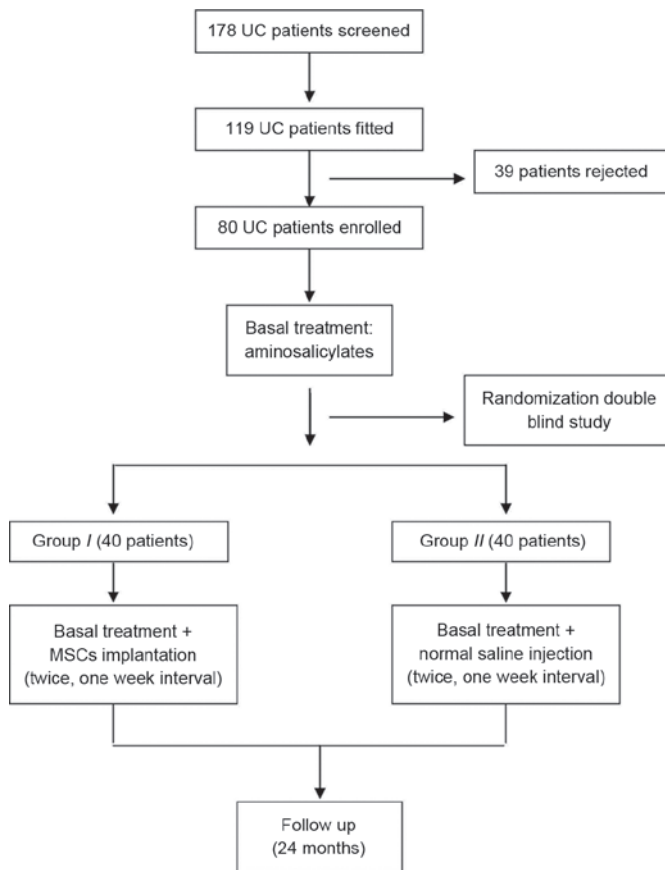 178 UC patients screened
119 UC patients fitted
39 patients rejected
80 UC patients enrolled
Basal treatment:
aminosalicylates
Randomization double
blind study
Group I (40 patients)
Group II (40 patients)
Basal treatment +
MSCs implantation
(twice, one week interval)
Basal treatment +
normal saline injection
(twice, one week interval)
Follow up
(24 months)